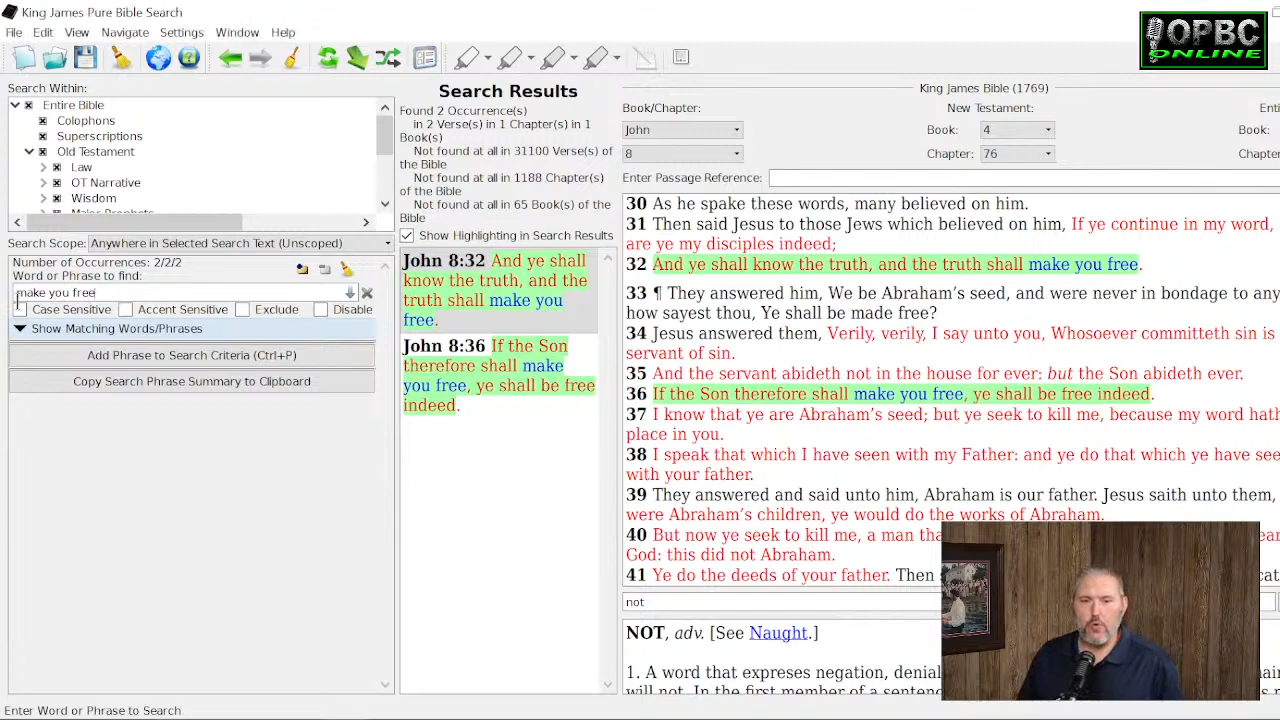 King James Pure Bible Search
File Edit View Navigate Settings Window Help
OPBC
ONLINE
Search Within:
Entire Bible
Colophons
Superscriptions
Old Testament
Law
OT Narrative
Wisdom
Search Scope: Anywhere in Selected Search Text (Unscoped)
Number of Occurrences: 2/2/2
Word or Phrase to find:
make you free
Case Sensitive Accent Sensitive Exclude Disable
Show Matching Words/Phrases
Add Phrase to Search Criteria (Ctrl+P)
Copy Search Phrase Summary to Clipboard
Search Results
Found 2 Occurrence(s)
in 2 Verse(s) in 1 Chapter(s) in 1
Book(s)
Not found at all in 31100 Verse(s) of
the Bible
Not found at all in 1188 Chapter(s)
of the Bible
Not found at all in 65 Book(s) of the
Bible
Show Highlighting in Search Results
John 8:32 And ye shall
know the truth, and the
truth shall make you
free.
John 8:36 If the Son
therefore shall make
you free, ye shall be free
indeed.
King James Bible (1769)
Book/Chapter: New Testament:
John Book: 4 Book:
8 Chapter: 76
Enter Passage Reference:
30 As he spake these words, many believed on him.
31 Then said Jesus to those Jews which believed on him, If ye continue in my word,
are ye my disciples indeed;
32 And ye shall know the truth, and the truth shall make you free.
33 ¶ They answered him, We be Abraham's seed, and were never in bondage to any
how sayest thou, Ye shall be made free?
34 Jesus answered them, Verily, verily, I say unto you, Whosoever committeth sin is
servant of sin.
35 And the servant abideth not in the house for ever: but the Son abideth ever.
36 If the Son therefore shall make you free, ye shall be free indeed.
37 I know that ye are Abraham's seed; but ye seek to kill me, because my word hath
place in you.
38 I speak that which I have seen with my Father: and ye do that which ye have see
with your father.
39 They answered and said unto him, Abraham is our father. Jesus saith unto them,
were Abraham's children, ye would do the works of Abraham.
40 But now ye seek to kill me, a man tha
God: this did not Abraham.
41 Ye do the deeds of your father. Then
not
NOT, adv. [See Naught.]
1. A word that expreses negation, denial
will not. In the first member of a sentenc
Enter Word or Phrase to Search